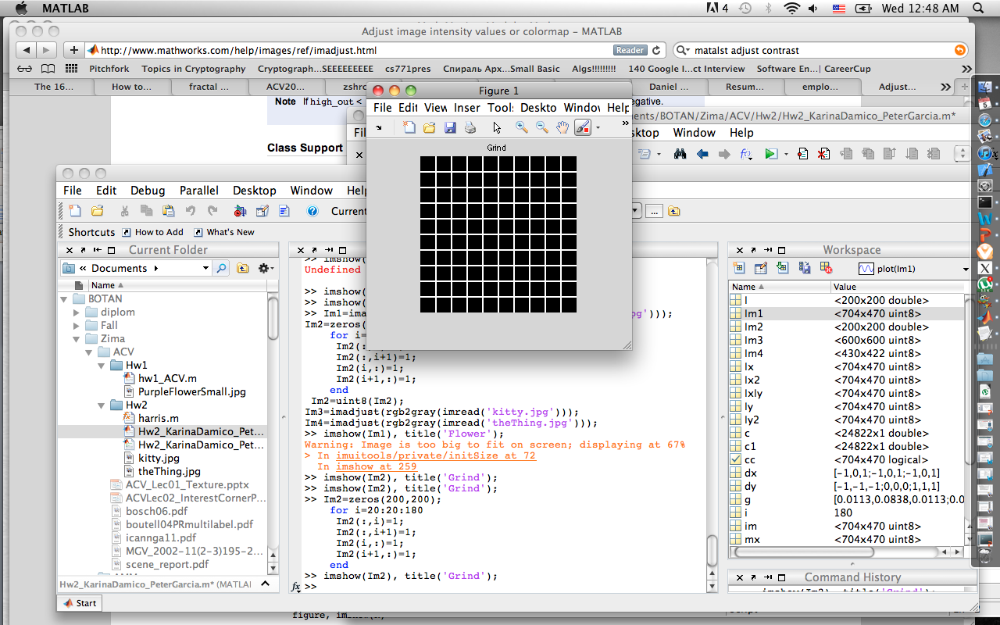 MATLAB
4
Wed 12:48 AM
Adjust image intensity values or colormap – MATLAB
http://www.mathworks.com/help/images/ref/imadjust.html
Reader
matalst adjust contrast
Pitchfork
Topics in Cryptography
Cryptograph...SEEEEEEEEE
cs771pres
Спираль Арх...Small Basic
Algs!!!!!!!!!
140 Google I...ct Interview
Software En...| CareerCup
The 16...
How to...
fractal ...
ACV20...
zshro
Daniel ...
Resum...
emplo...
Adjust...
Note If high_out <
egative.
Class Support
ents/BOTAN/Zima/ACV/Hw2/Hw2_KarinaDamico_PeterGarcia.m*
Fil
Desktop Window Help
Figure 1
File Edit View Inser Tools Deskto Window Help
Grind
File Edit Debug Parallel Desktop Window Hel
Current
...
Shortcuts How to Add What's New
Current Folder
« Documents
Name
BOTAN
diplom
Fall
Zima
ACV
Hw1
hw1_ACV.m
PurpleFlowerSmall.jpg
Hw2
harris.m
Hw2_KarinaDamico_Pet...
Hw2_KarinaDamico_Pet...
kitty.jpg
theThing.jpg
ACV_Lec01_Texture.pptx
ACVLec02_InterestCornerP...
bosch06.pdf
boutell04PRmultilabel.pdf
icannga11.pdf
MGV_2002-11(2-3)195-2...
scene_report.pdf
Hw2_KarinaDamico_PeterGarcia.m* (MATLAB
Start
>> imshow(
Undefined
>> imshow(
>> imshow(
>> Im1=ima
pg')));
Im2=zeros(
for i=
Im2(:,
Im2(:,i+1)=1;
Im2(i,:)=1;
Im2(i+1,:)=1;
end
Im2=uint8(Im2);
Im3=imadjust(rgb2gray(imread('kitty.jpg')));
Im4=imadjust(rgb2gray(imread('theThing.jpg')));
>> imshow(Im1), title('Flower');
Warning: Image is too big to fit on screen; displaying at 67%
> In imuitools/private/initSize at 72
In imshow at 259
>> imshow(Im2), title('Grind');
>> imshow(Im2), title('Grind');
>> Im2=zeros(200,200);
for i=20:20:180
Im2(:,i)=1;
Im2(:,i+1)=1;
Im2(i,:)=1;
Im2(i+1,:)=1;
end
>> imshow(Im2), title('Grind');
fx >>
figure, imshow(K)
Workspace
plot(Im1)
Name Value
I <200x200 double>
Im1 <704x470 uint8>
Im2 <200x200 double>
Im3 <600x600 uint8>
Im4 <430x422 uint8>
Ix <704x470 uint8>
Ix2 <704x470 uint8>
IxIy <704x470 uint8>
Iy <704x470 uint8>
Iy2 <704x470 uint8>
c <24822x1 double>
c1 <24822x1 double>
cc <704x470 logical>
dx [-1,0,1;-1,0,1;-1,0,1]
dy [-1,-1,-1;0,0,0;1,1,1]
g [0.0113,0.0838,0.0113;0.0
i 180
im <704x470 uint8>
mx <704x470 uint8>
Command History
imshow(Im2), title('Grind');